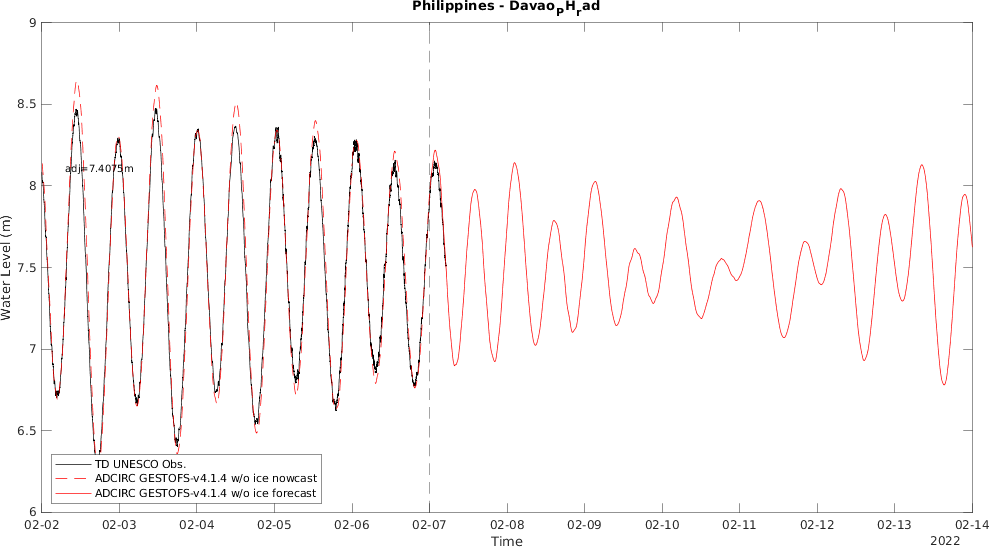 Philippines - Davao_PH_rad
9
8.5
8
7.5
7
6.5
6
Water Level (m)
adj=7.4075m
TD UNESCO Obs.
ADCIRC GESTOFS-v4.1.4 w/o ice nowcast
ADCIRC GESTOFS-v4.1.4 w/o ice forecast
02-02 02-03 02-04 02-05 02-06 02-07 02-08 02-09 02-10 02-11 02-12 02-13 02-14
Time
2022